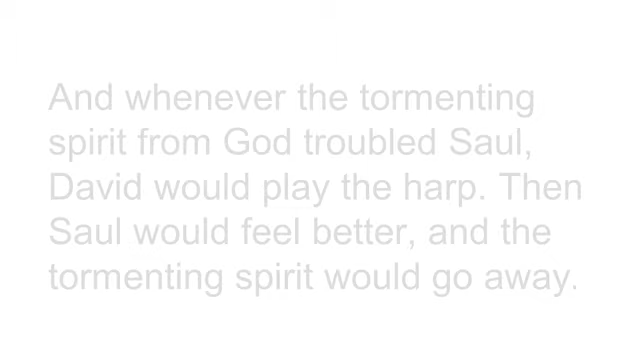 And whenever the tormenting
spirit from God troubled Saul,
David would play the harp. Then
Saul would feel better, and the
tormenting spirit would go away.